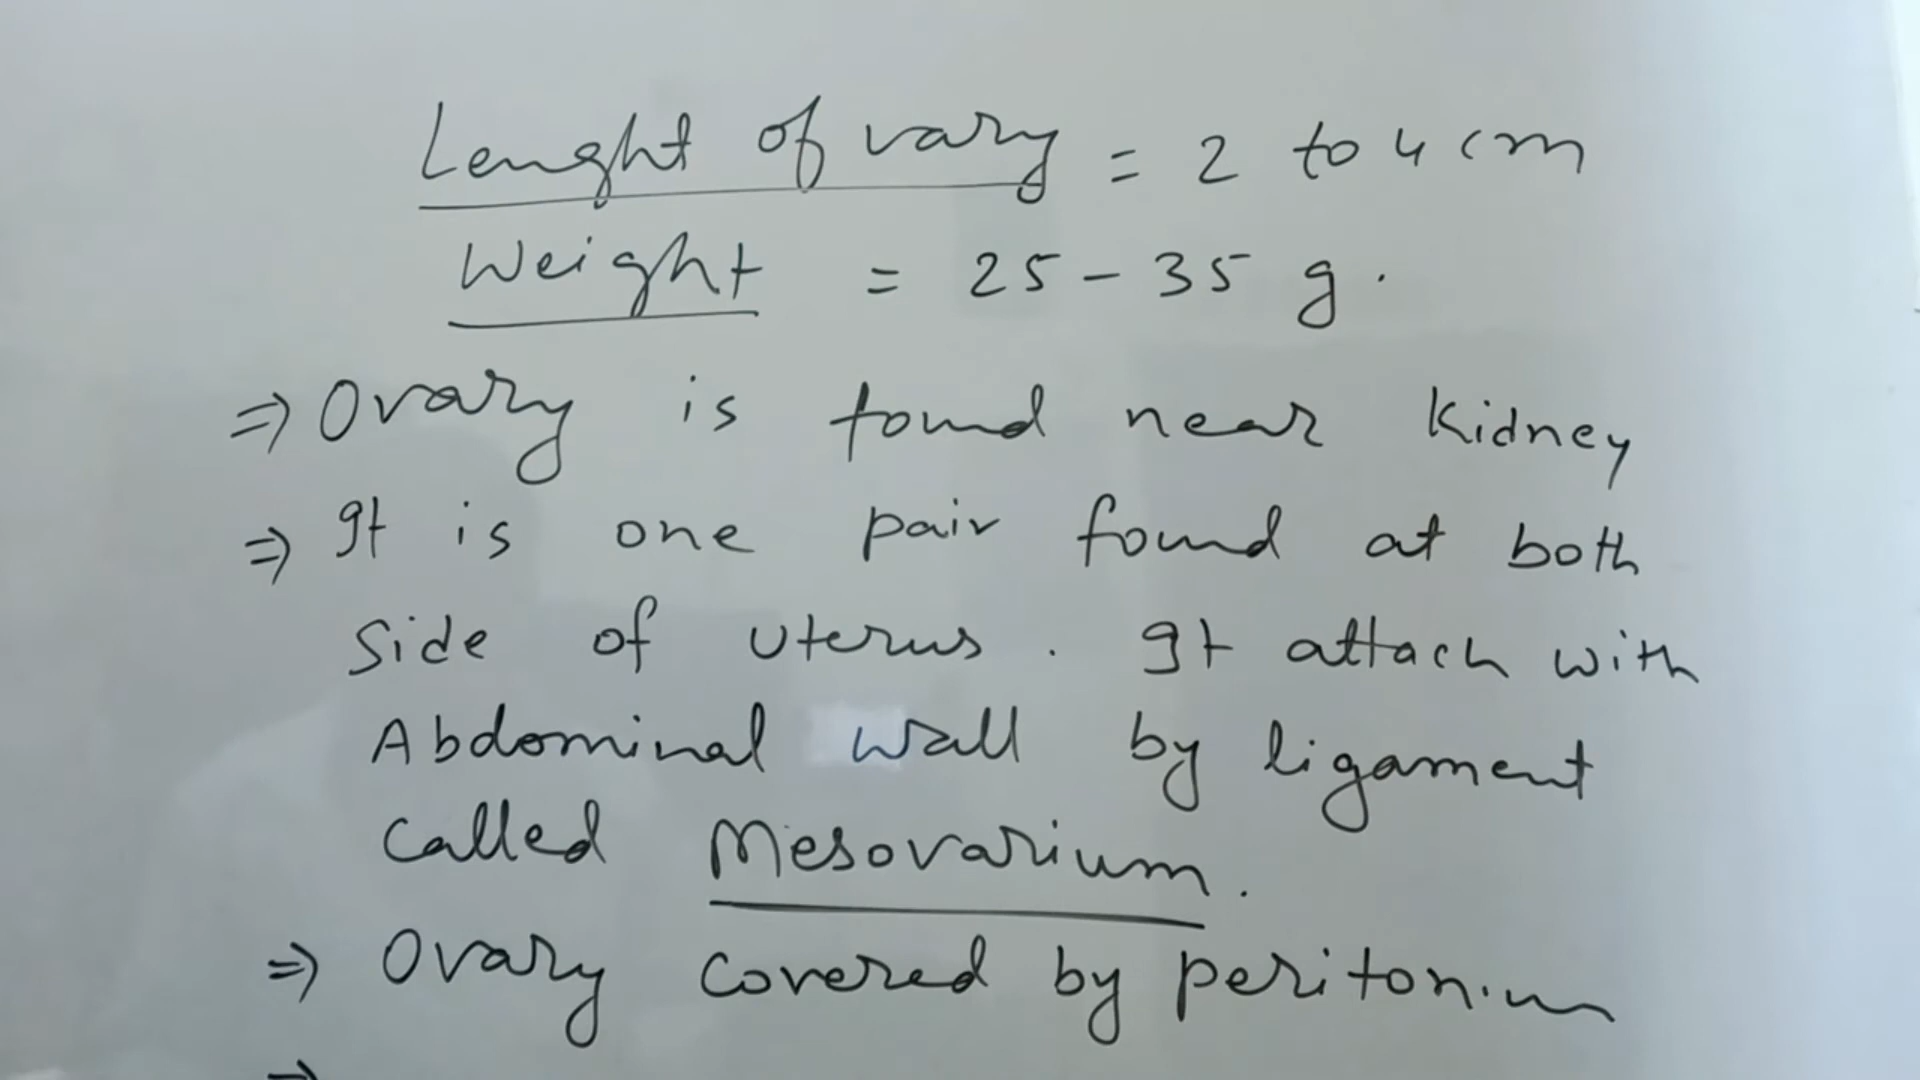 Lenght of vary = 2 to 4 cm
Weight = 25 - 35 g.
⇒ Ovary is found near Kidney
⇒ It is one pair found at both
Side of uterus. It attach with
Abdominal wall by ligament
Called Mesovarium.
⇒ Ovary covered by peritonium
⇒